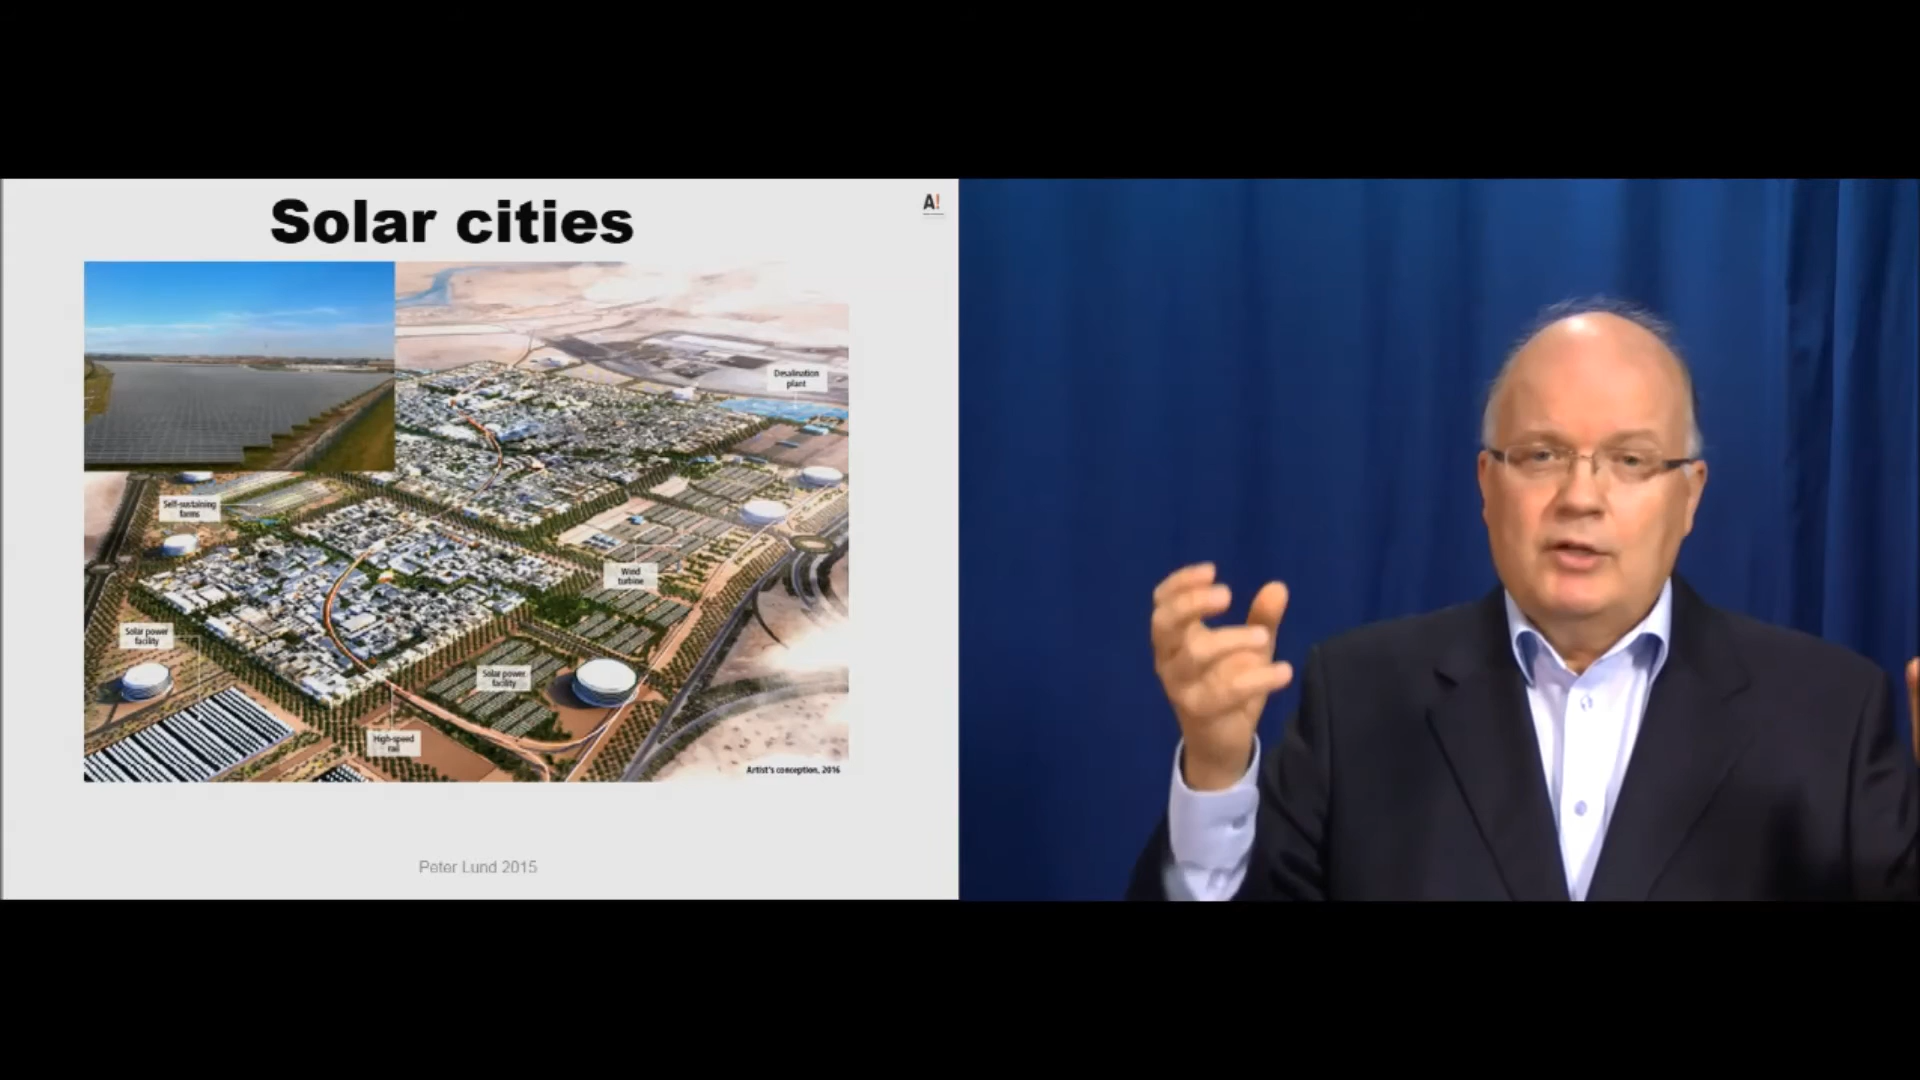 Solar cities
A!
Desalination
plant
Self-sustaining
farms
Wind
turbine
Solar power
facility
Solar power
facility
High-speed
rail
Artist's conception, 2016
Peter Lund 2015